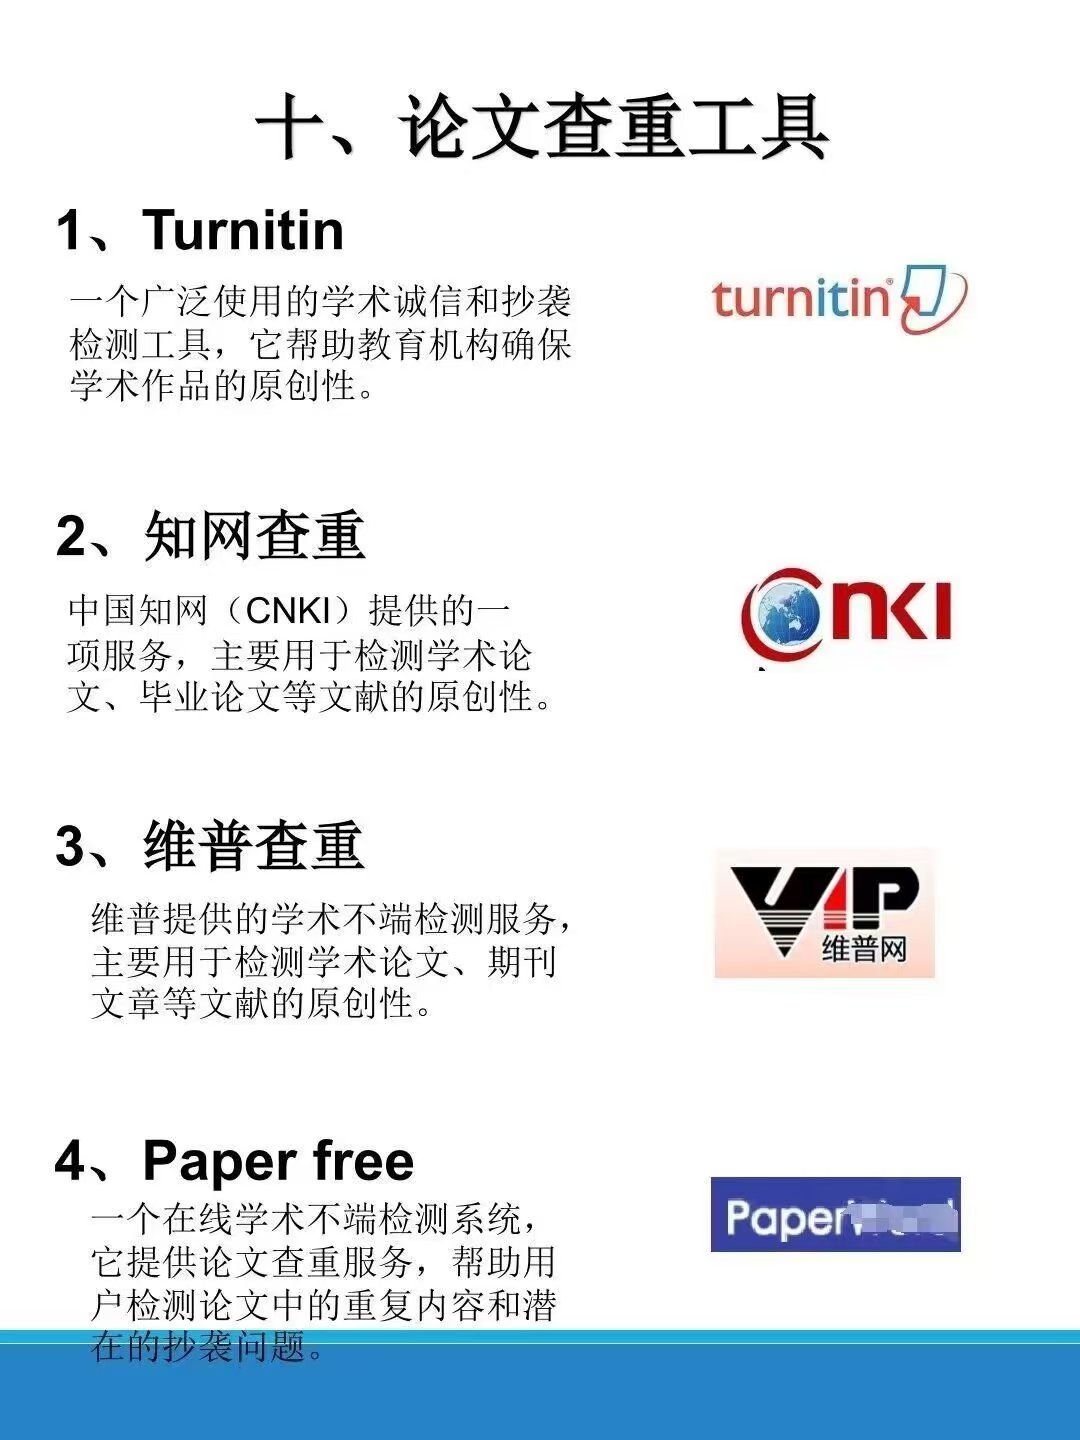 十、论文查重工具
1、Turnitin
一个广泛使用的学术诚信和抄袭
检测工具，它帮助教育机构确保
学术作品的原创性。
turnitin®
2、知网查重
中国知网（CNKI）提供的一
项服务，主要用于检测学术论
文、毕业论文等文献的原创性。
CNKI
3、维普查重
维普提供的学术不端检测服务，
主要用于检测学术论文、期刊
文章等文献的原创性。
VIP
维普网
4、Paper free
一个在线学术不端检测系统，
它提供论文查重服务，帮助用
户检测论文中的重复内容和潜
在的抄袭问题。
Paper